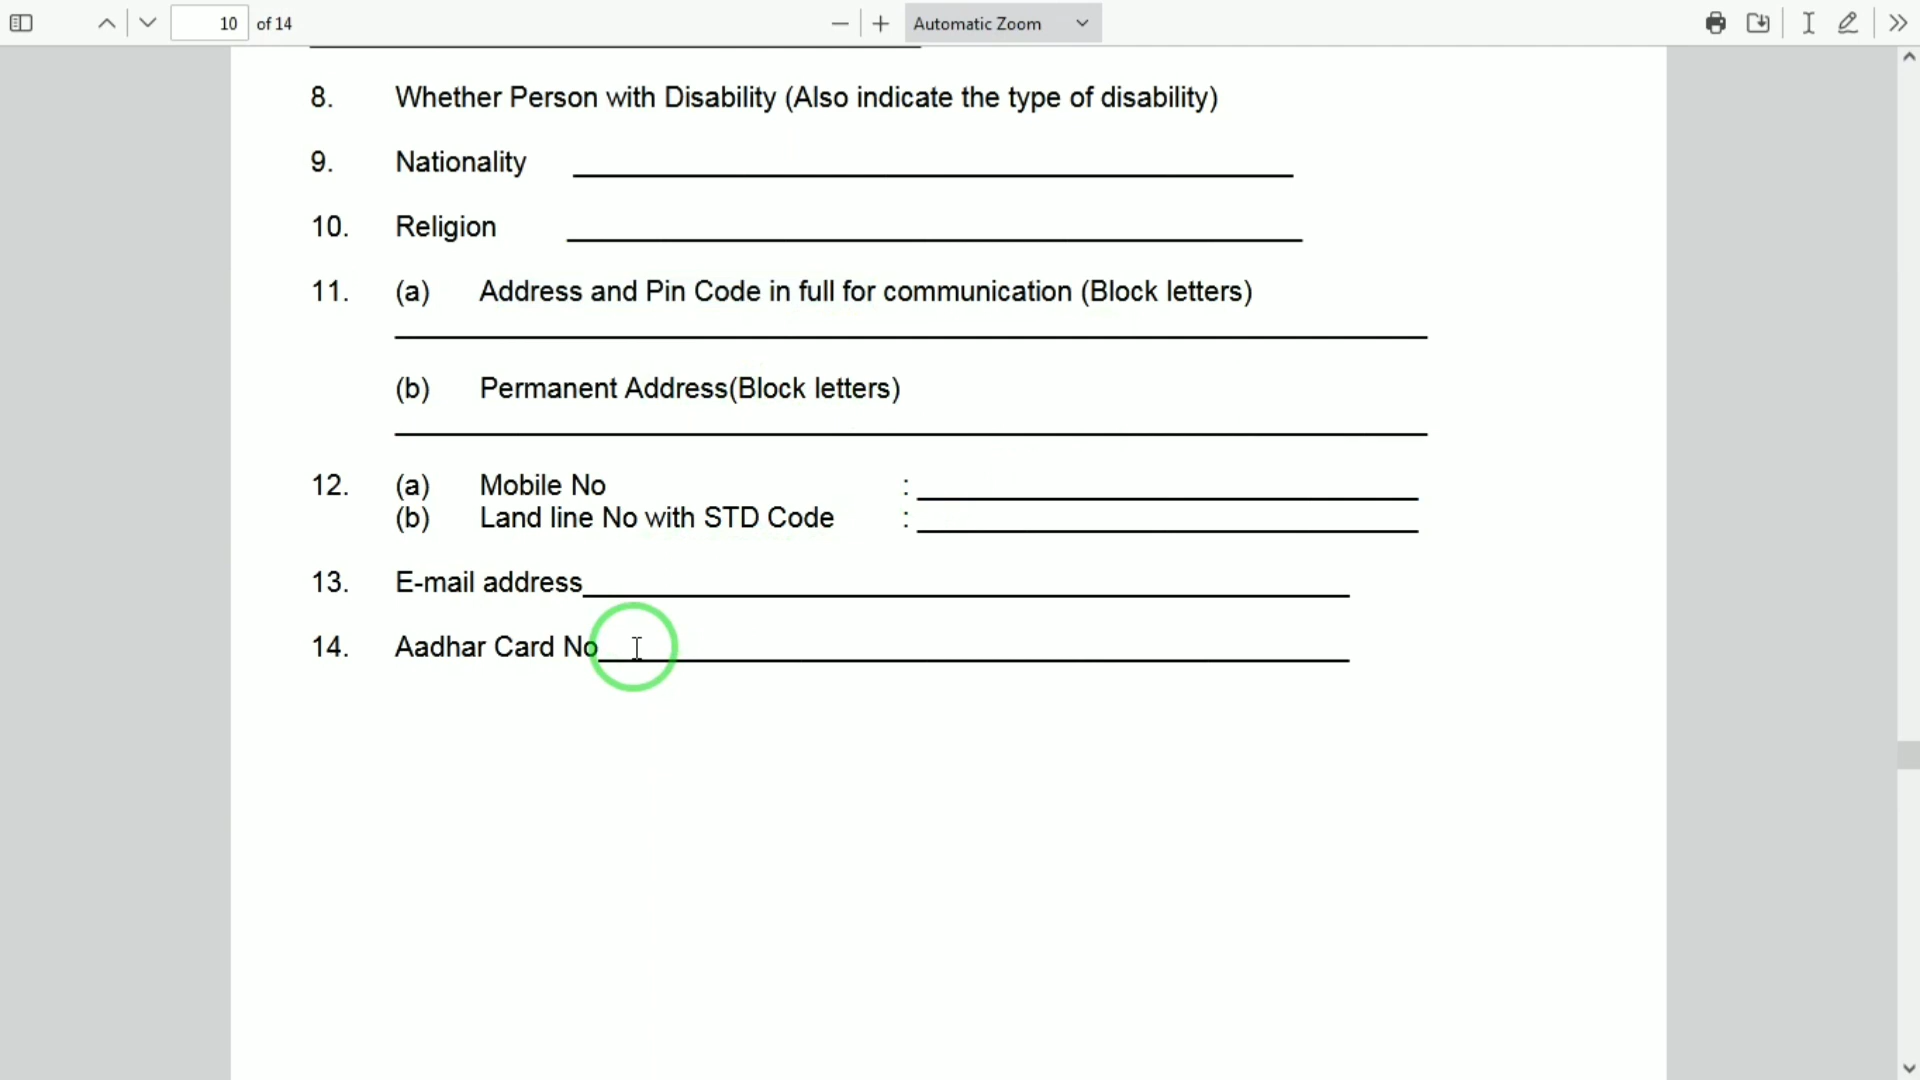 10 of 14
Automatic Zoom
8. Whether Person with Disability (Also indicate the type of disability)
9. Nationality
10. Religion
11. (a) Address and Pin Code in full for communication (Block letters)
(b) Permanent Address(Block letters)
12. (a) Mobile No :
(b) Land line No with STD Code :
13. E-mail address
14. Aadhar Card No